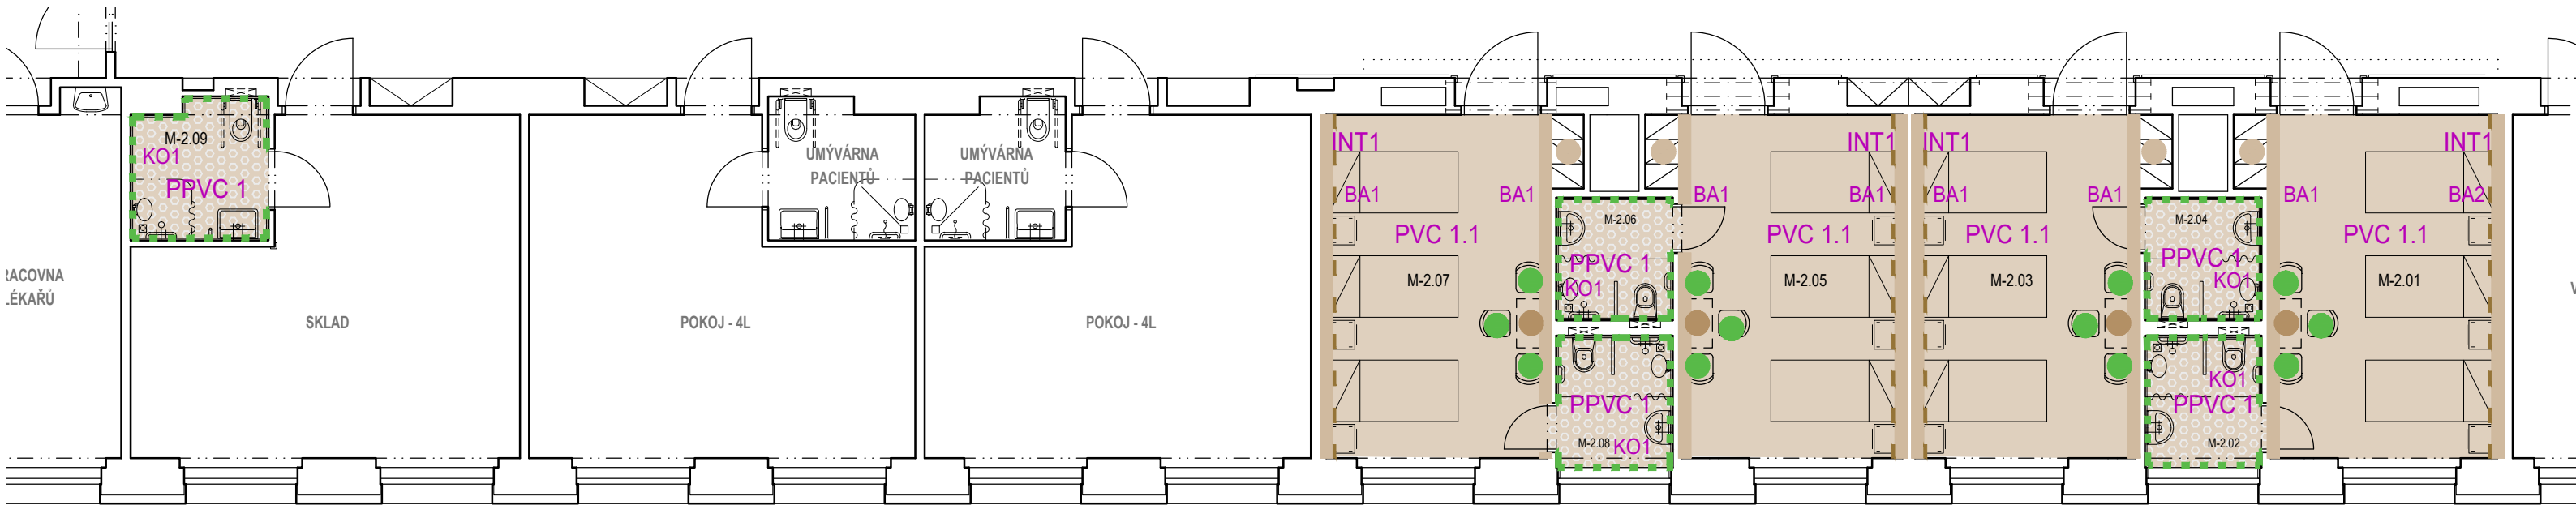 RACOVNA
LÉKAŘŮ
M-2.09
KO1
PPVC 1
SKLAD
POKOJ - 4L
UMÝVÁRNA
PACIENTŮ
UMÝVÁRNA
PACIENTŮ
POKOJ - 4L
INT1
BA1
BA1
PVC 1.1
M-2.07
M-2.06
PPVC 1
KO1
PPVC 1
M-2.08
KO1
INT1
BA1
BA1
PVC 1.1
M-2.05
INT1
BA1
BA1
PVC 1.1
M-2.03
M-2.04
PPVC 1
KO1
KO1
PPVC 1
M-2.02
INT1
BA1
BA2
PVC 1.1
M-2.01